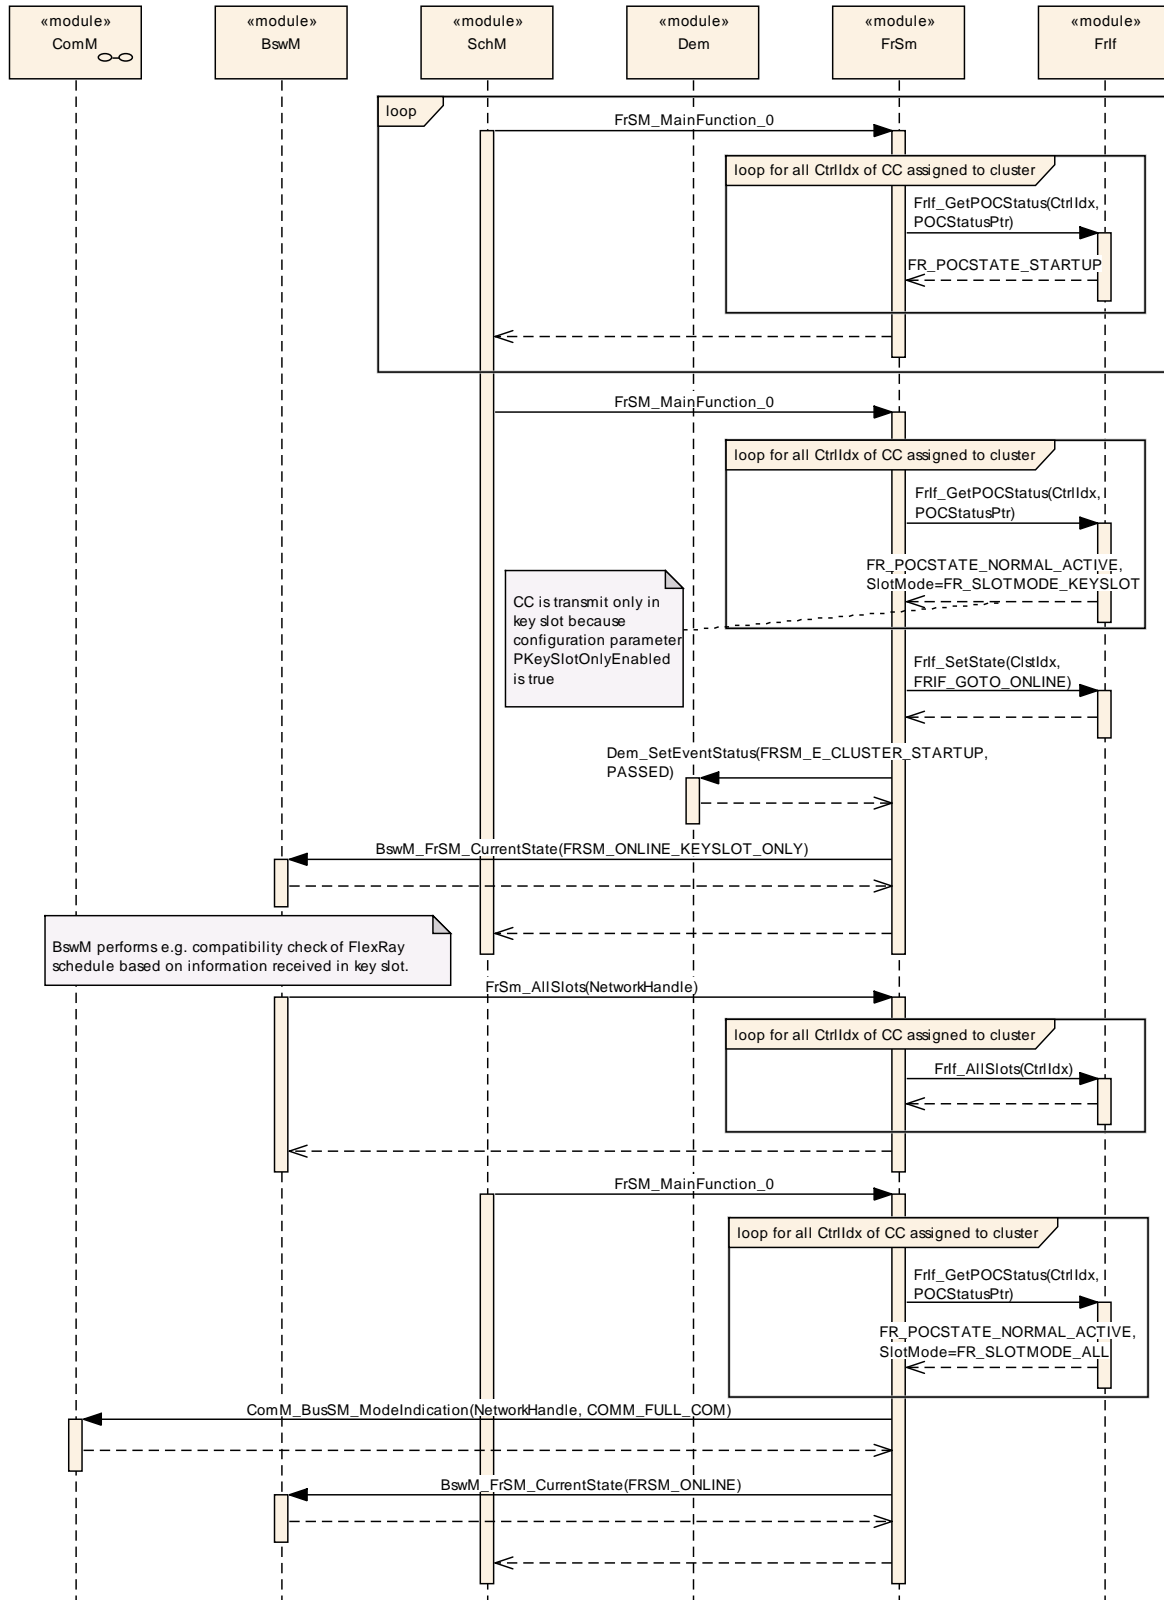 «module»
ComM
«module»
BswM
«module»
SchM
«module»
Dem
«module»
FrSm
«module»
FrIf
loop
FrSM_MainFunction_0
loop for all CtrlIdx of CC assigned to cluster
FrIf_GetPOCStatus(CtrlIdx,
POCStatusPtr)
FR_POCSTATE_STARTUP
FrSM_MainFunction_0
loop for all CtrlIdx of CC assigned to cluster
FrIf_GetPOCStatus(CtrlIdx,
POCStatusPtr)
FR_POCSTATE_NORMAL_ACTIVE,
SlotMode=FR_SLOTMODE_KEYSLOT
CC is transmit only in
key slot because
configuration parameter
PKeySlotOnlyEnabled
is true
FrIf_SetState(ClstIdx,
FRIF_GOTO_ONLINE)
Dem_SetEventStatus(FRSM_E_CLUSTER_STARTUP,
PASSED)
BswM_FrSM_CurrentState(FRSM_ONLINE_KEYSLOT_ONLY)
BswM performs e.g. compatibility check of FlexRay
schedule based on information received in key slot.
FrSm_AllSlots(NetworkHandle)
loop for all CtrlIdx of CC assigned to cluster
FrIf_AllSlots(CtrlIdx)
FrSM_MainFunction_0
loop for all CtrlIdx of CC assigned to cluster
FrIf_GetPOCStatus(CtrlIdx,
POCStatusPtr)
FR_POCSTATE_NORMAL_ACTIVE,
SlotMode=FR_SLOTMODE_ALL
ComM_BusSM_ModeIndication(NetworkHandle, COMM_FULL_COM)
BswM_FrSM_CurrentState(FRSM_ONLINE)